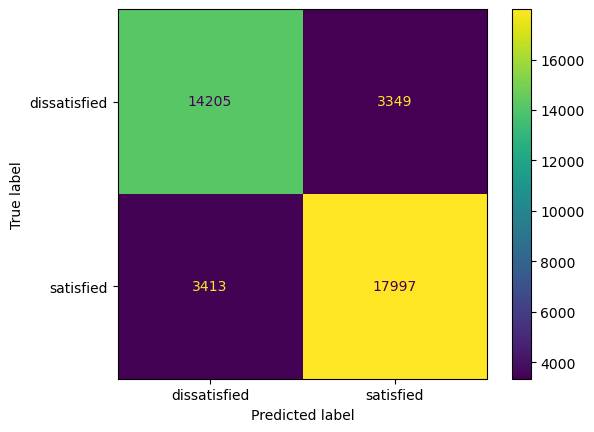 dissatisfied
satisfied
True label
14205
3349
3413
17997
dissatisfied
satisfied
Predicted label
16000
14000
12000
10000
8000
6000
4000